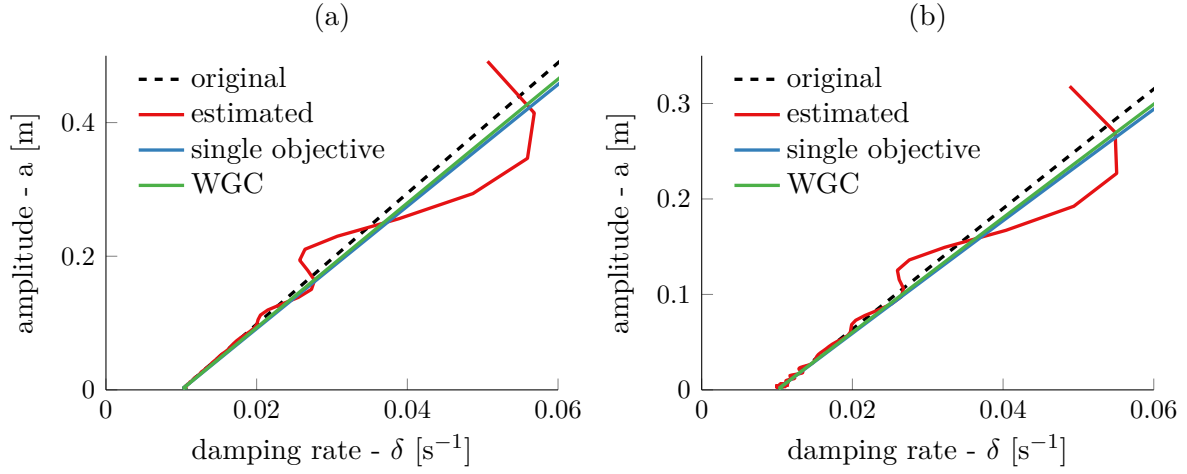 (a)
original
estimated
single objective
WGC
0.4
0.2
0
0
0.02
0.04
0.06
amplitude - a [m]
damping rate - δ [s⁻¹]
(b)
original
estimated
single objective
WGC
0.3
0.2
0.1
0
0
0.02
0.04
0.06
amplitude - a [m]
damping rate - δ [s⁻¹]